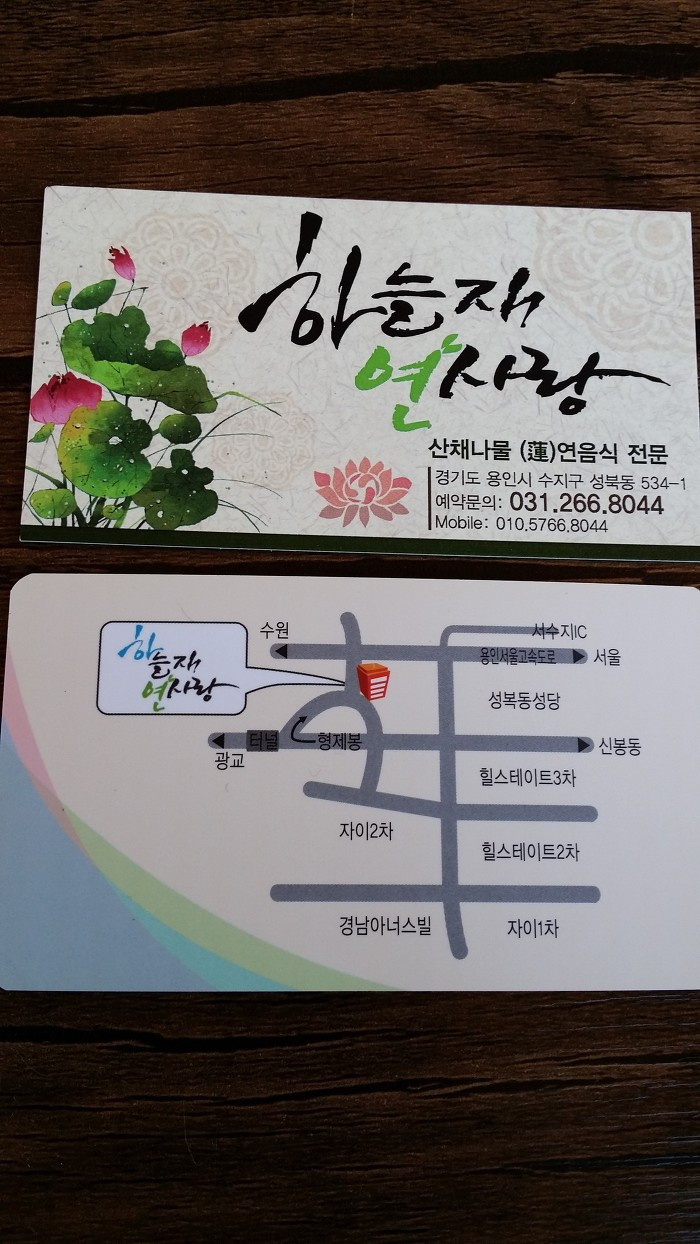 하늘재
연사랑
산채나물 (蓮)연음식 전문
경기도 용인시 수지구 성복동 534-1
예약문의: 031.266.8044
Mobile: 010.5766.8044
수원
서수지IC
하늘재
연사랑
용인서울고속도로
서울
성복동성당
터널
형제봉
신봉동
광교
힐스테이트3차
자이2차
힐스테이트2차
경남아너스빌
자이1차